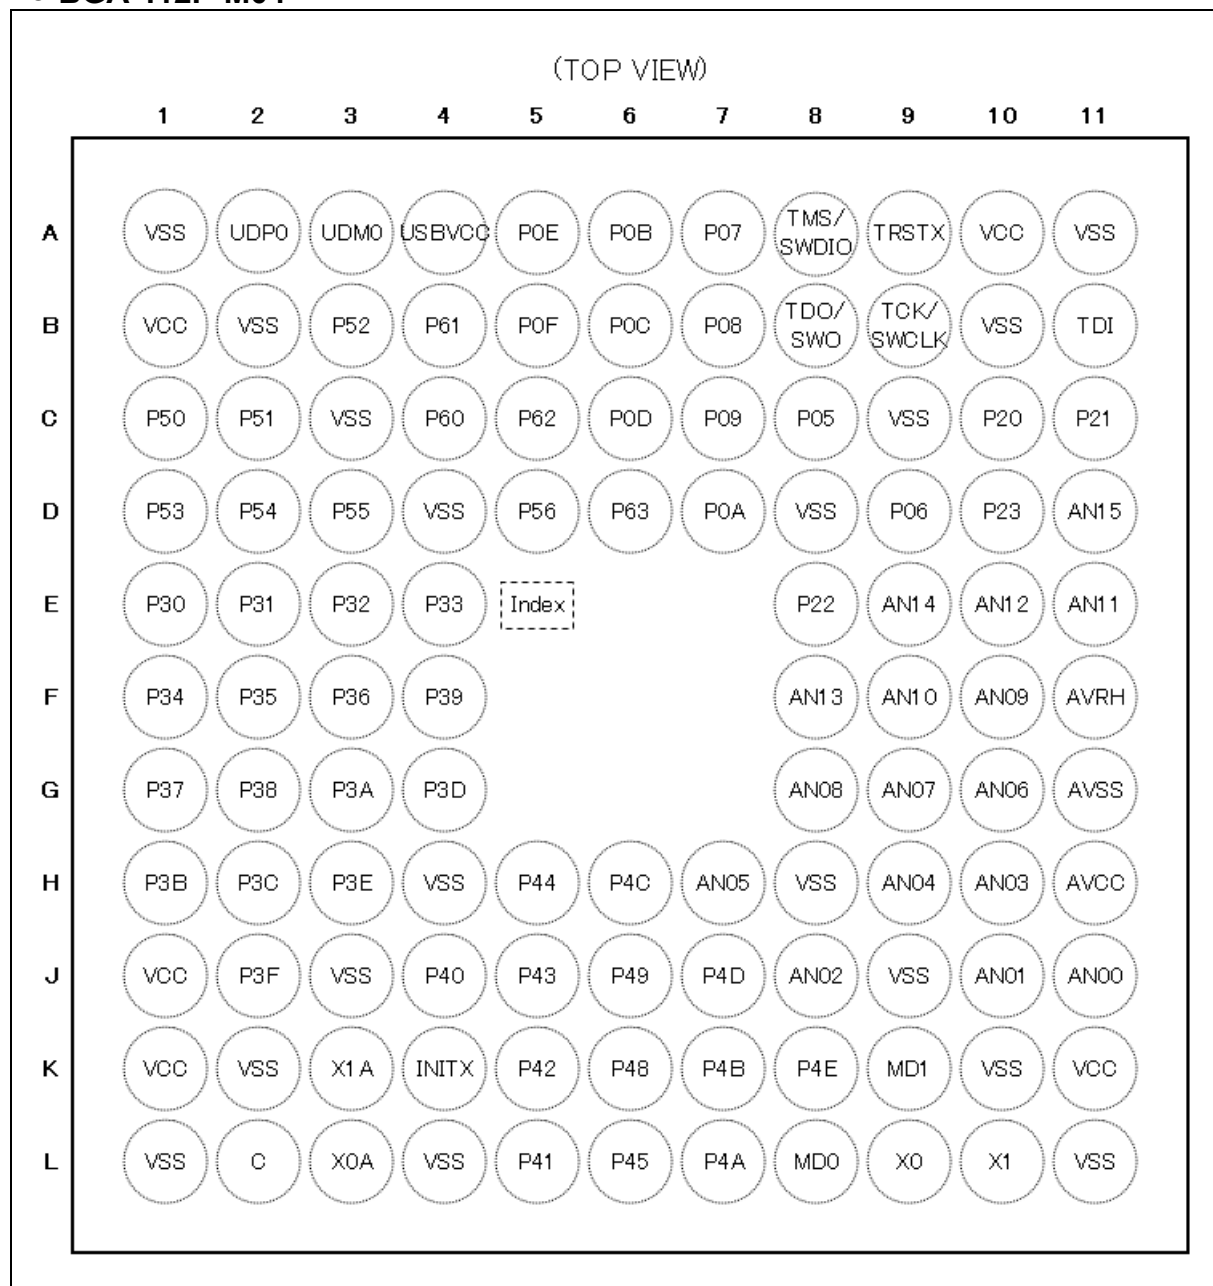 (TOP VIEW)
1 2 3 4 5 6 7 8 9 10 11
A VSS UDP0 UDM0 USBVCC P0E P0B P07 TMS/SWDIO TRSTX VCC VSS
B VCC VSS P52 P61 P0F P0C P08 TDO/SWO TCK/SWCLK VSS TDI
C P50 P51 VSS P60 P62 P0D P09 P05 VSS P20 P21
D P53 P54 P55 VSS P56 P63 P0A VSS P06 P23 AN15
E P30 P31 P32 P33 Index P22 AN14 AN12 AN11
F P34 P35 P36 P39 AN13 AN10 AN09 AVRH
G P37 P38 P3A P3D AN08 AN07 AN06 AVSS
H P3B P3C P3E VSS P44 P4C AN05 VSS AN04 AN03 AVCC
J VCC P3F VSS P40 P43 P49 P4D AN02 VSS AN01 AN00
K VCC VSS X1A INITX P42 P48 P4B P4E MD1 VSS VCC
L VSS C X0A VSS P41 P45 P4A MD0 X0 X1 VSS